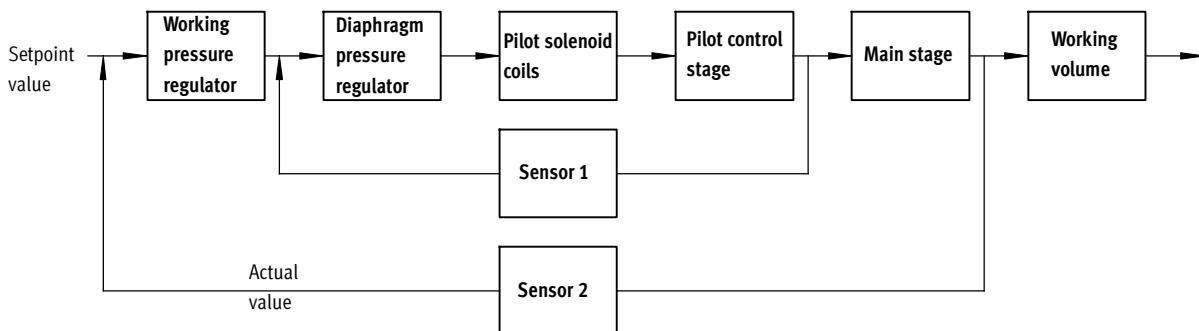 Setpoint
value
Working
pressure
regulator
Diaphragm
pressure
regulator
Pilot solenoid
coils
Pilot control
stage
Main stage
Working
volume
Sensor 1
Actual
value
Sensor 2